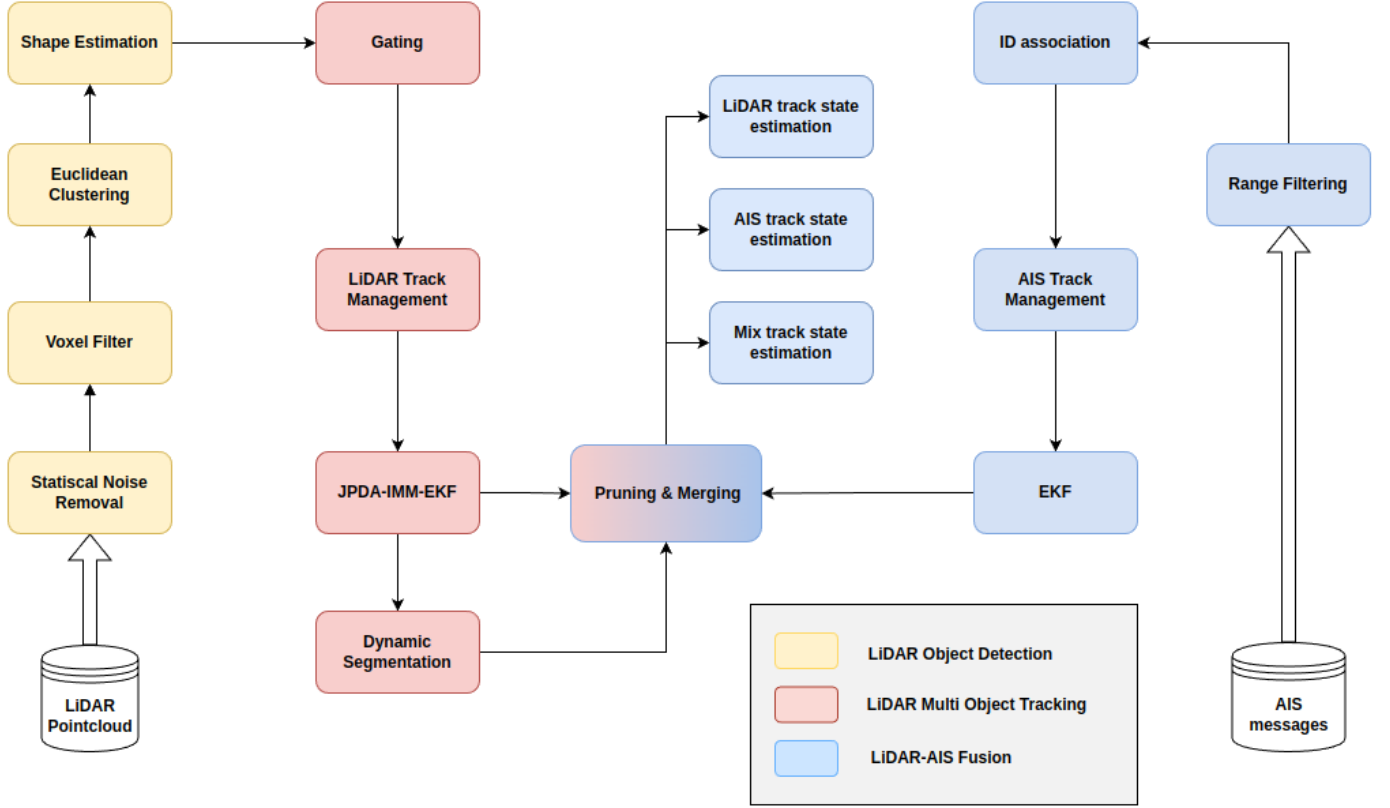 Shape Estimation
Gating
ID association
LiDAR track state
estimation
Euclidean
Clustering
Range Filtering
AIS track state
estimation
LiDAR Track
Management
AIS Track
Management
Voxel Filter
Mix track state
estimation
Statiscal Noise
Removal
JPDA-IMM-EKF
Pruning & Merging
EKF
Dynamic
Segmentation
LiDAR Object Detection
LiDAR
Pointcloud
LiDAR Multi Object Tracking
AIS
messages
LiDAR-AIS Fusion